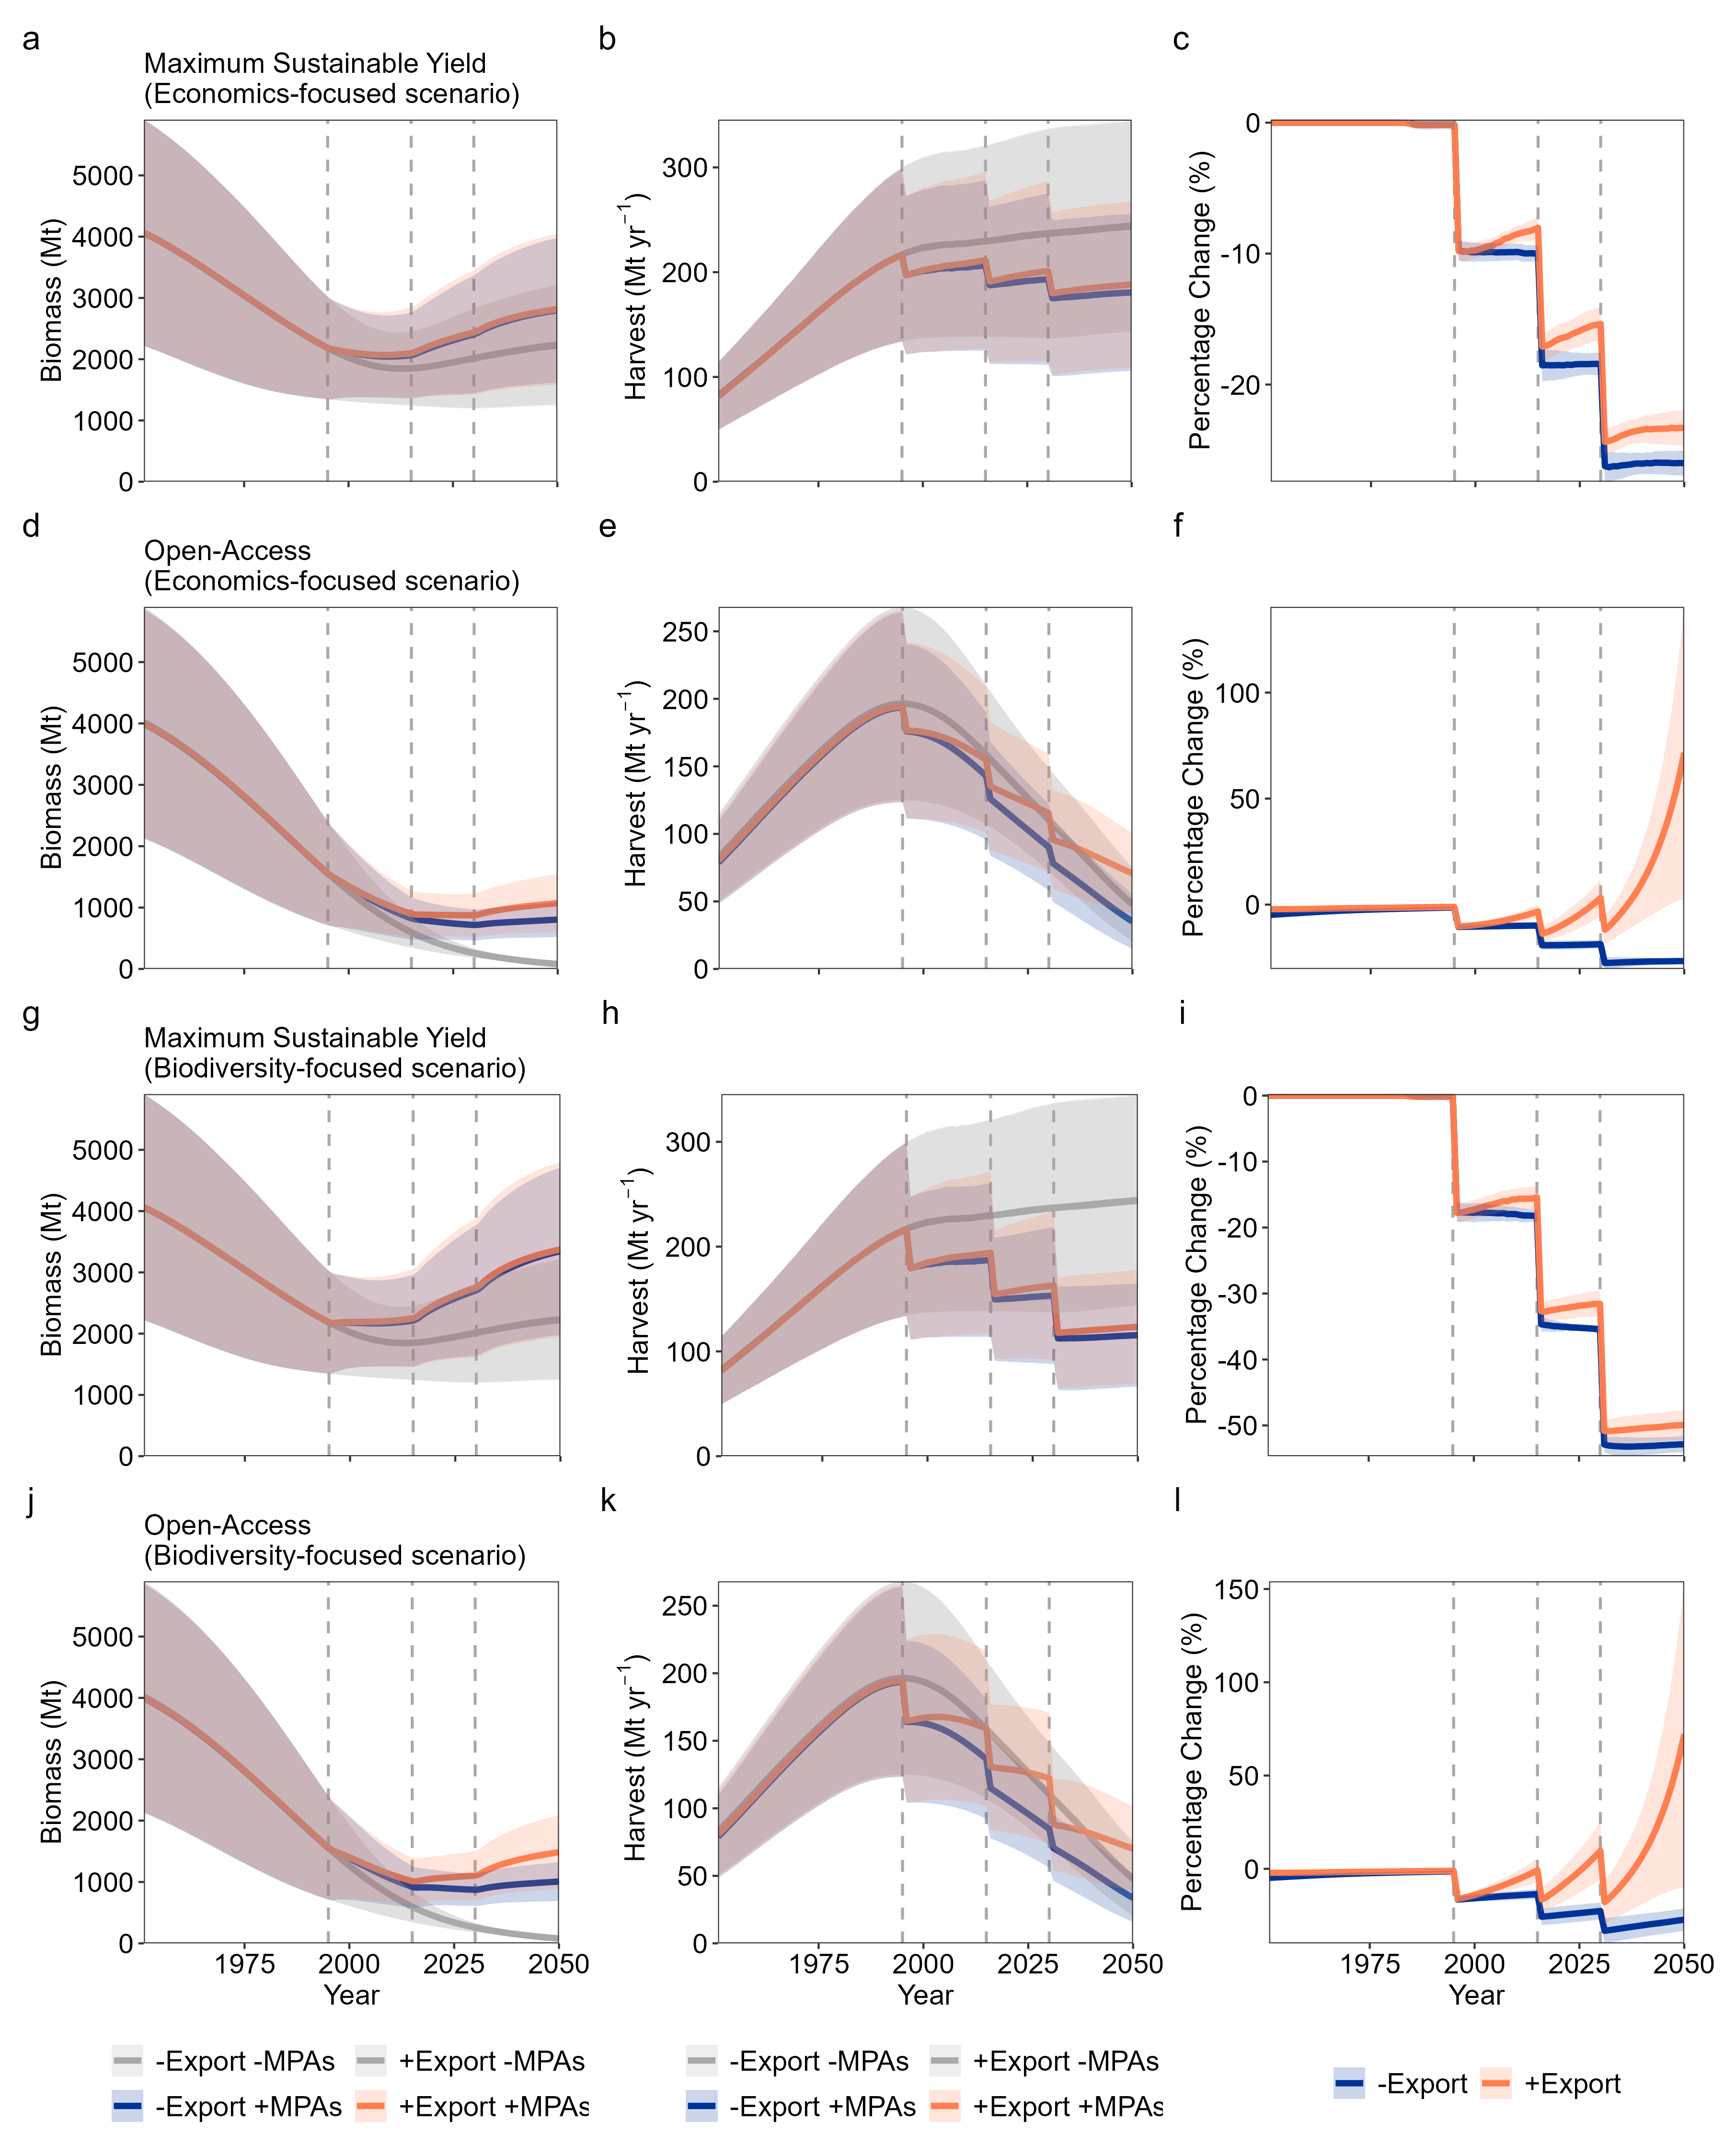 a
b
c
Maximum Sustainable Yield
(Economics-focused scenario)
Biomass (Mt)
5000
4000
3000
2000
1000
0
Harvest (Mt yr−1)
300
200
100
0
Percentage Change (%)
0
-10
-20
d
e
f
Open-Access
(Economics-focused scenario)
Biomass (Mt)
5000
4000
3000
2000
1000
0
Harvest (Mt yr−1)
250
200
150
100
50
0
Percentage Change (%)
100
50
0
g
h
i
Maximum Sustainable Yield
(Biodiversity-focused scenario)
Biomass (Mt)
5000
4000
3000
2000
1000
0
Harvest (Mt yr−1)
300
200
100
0
Percentage Change (%)
0
-10
-20
-30
-40
-50
j
k
l
Open-Access
(Biodiversity-focused scenario)
Biomass (Mt)
5000
4000
3000
2000
1000
0
1975 2000 2025 2050
Year
Harvest (Mt yr−1)
250
200
150
100
50
0
1975 2000 2025 2050
Year
Percentage Change (%)
150
100
50
0
1975 2000 2025 2050
Year
-Export -MPAs +Export -MPAs
-Export +MPAs +Export +MPAs
-Export -MPAs +Export -MPAs
-Export +MPAs +Export +MPAs
-Export +Export